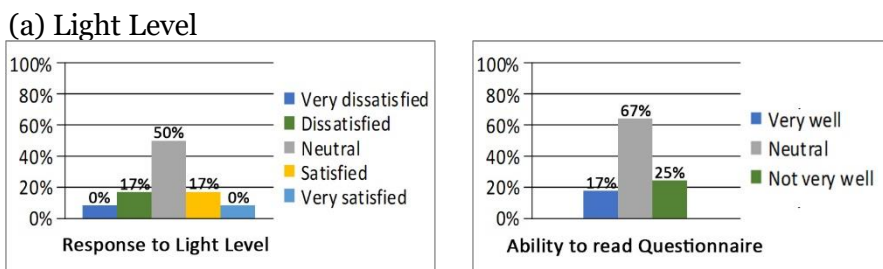 (a) Light Level
100%
80%
60%
40%
20%
0%
0%
17%
50%
17%
0%
Very dissatisfied
Dissatisfied
Neutral
Satisfied
Very satisfied
Response to Light Level
100%
80%
60%
40%
20%
0%
17%
67%
25%
Very well
Neutral
Not very well
Ability to read Questionnaire